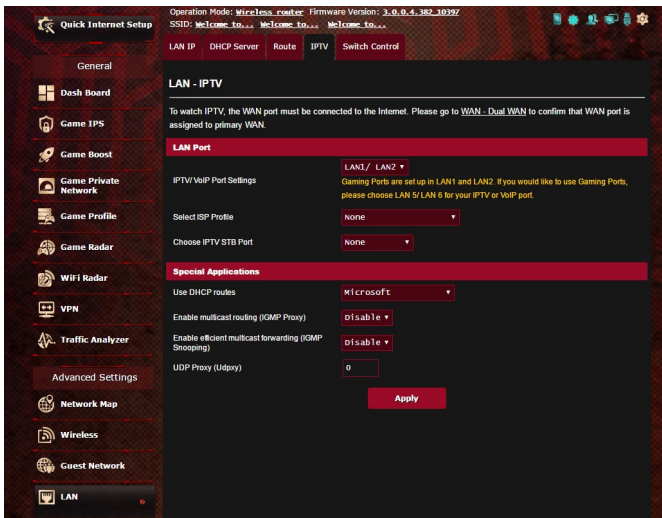 Quick Internet Setup
General
Dash Board
Game IPS
Game Boost
Game Private
Network
Game Profile
Game Radar
WiFi Radar
VPN
Traffic Analyzer
Advanced Settings
Network Map
Wireless
Guest Network
LAN
Operation Mode: Wireless router Firmware Version: 3.0.0.4.382_10397
SSID: Welcome to... Welcome to... Welcome to...
LAN IP DHCP Server Route IPTV Switch Control
LAN - IPTV
To watch IPTV, the WAN port must be connected to the Internet. Please go to WAN - Dual WAN to confirm that WAN port is
assigned to primary WAN.
LAN Port
IPTV/ VoIP Port Settings
LAN1/ LAN2
Gaming Ports are set up in LAN1 and LAN2. If you would like to use Gaming Ports,
please choose LAN 5/ LAN 6 for your IPTV or VoIP port.
Select ISP Profile None
Choose IPTV STB Port None
Special Applications
Use DHCP routes Microsoft
Enable multicast routing (IGMP Proxy) Disable
Enable efficient multicast forwarding (IGMP
Snooping)
Disable
UDP Proxy (Udpxy) 0
Apply